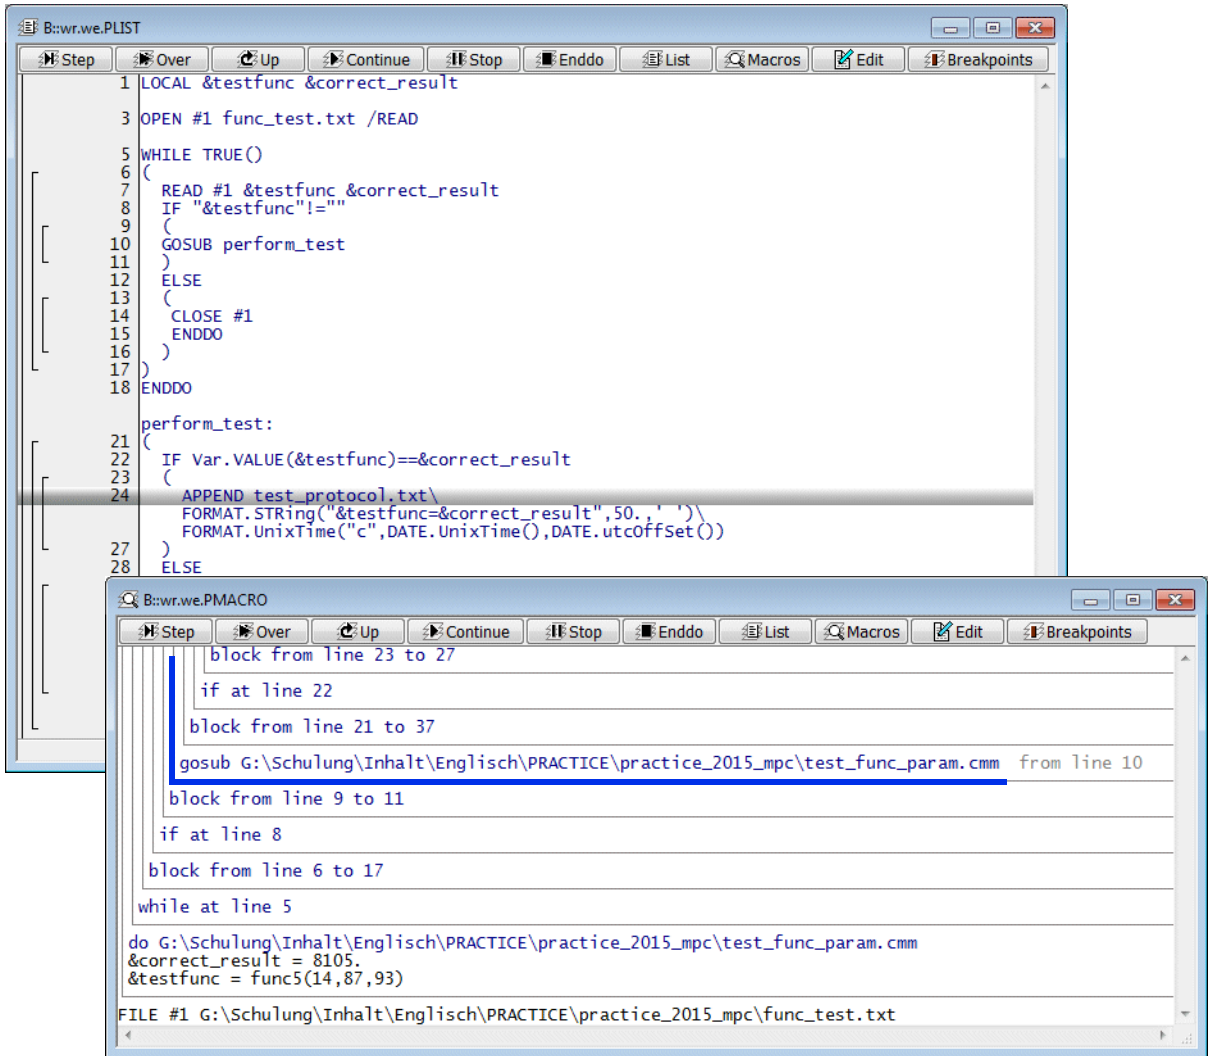 B::wr.we.PLIST
Step Over Up Continue Stop Enddo List Macros Edit Breakpoints
1 LOCAL &testfunc &correct_result
3 OPEN #1 func_test.txt /READ
5 WHILE TRUE()
6 (
7 READ #1 &testfunc &correct_result
8 IF "&testfunc"!=""
9 (
10 GOSUB perform_test
11 )
12 ELSE
13 (
14 CLOSE #1
15 ENDDO
16 )
17 )
18 ENDDO
perform_test:
21 (
22 IF Var.VALUE(&testfunc)==&correct_result
23 (
24 APPEND test_protocol.txt\
FORMAT.STRing("&testfunc=&correct_result",50.,' ')\
FORMAT.UnixTime("c",DATE.UnixTime(),DATE.utcOffSet())
27 )
28 ELSE
B::wr.we.PMACRO
Step Over Up Continue Stop Enddo List Macros Edit Breakpoints
block from line 23 to 27
if at line 22
block from line 21 to 37
gosub G:\Schulung\Inhalt\Englisch\PRACTICE\practice_2015_mpc\test_func_param.cmm from line 10
block from line 9 to 11
if at line 8
block from line 6 to 17
while at line 5
do G:\Schulung\Inhalt\Englisch\PRACTICE\practice_2015_mpc\test_func_param.cmm
&correct_result = 8105.
&testfunc = func5(14,87,93)
FILE #1 G:\Schulung\Inhalt\Englisch\PRACTICE\practice_2015_mpc\func_test.txt